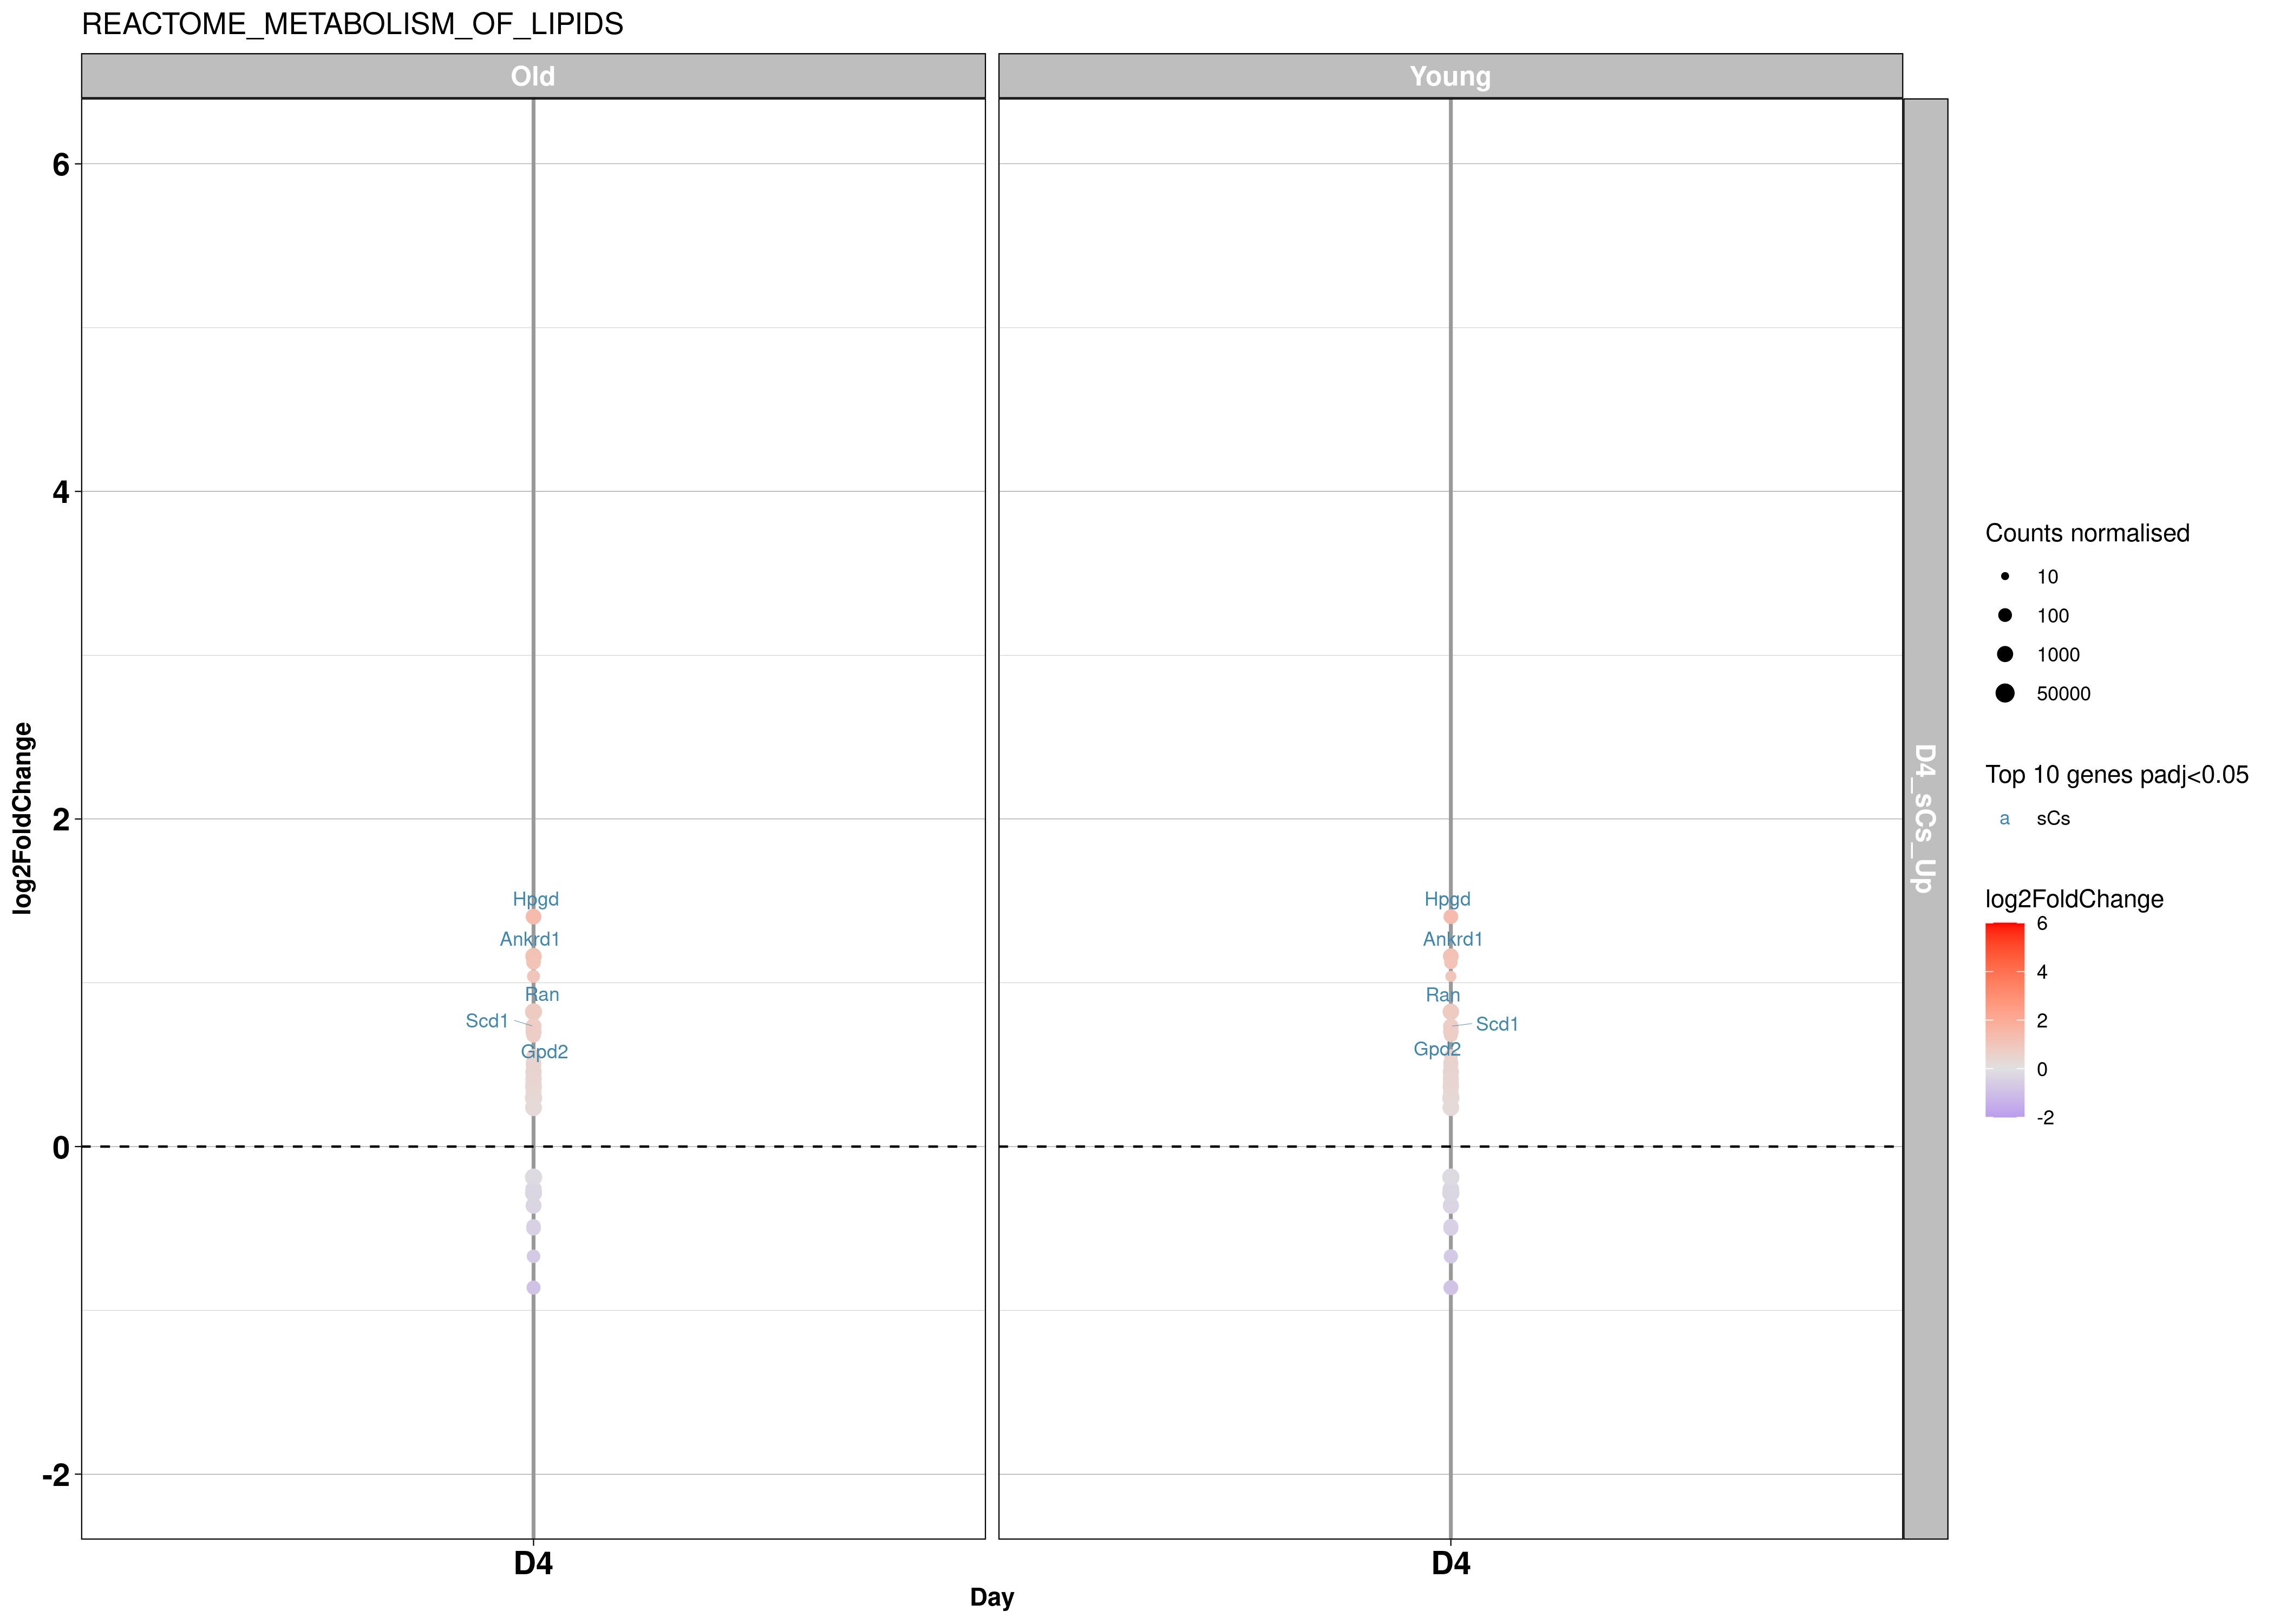 REACTOME_METABOLISM_OF_LIPIDS
Old
Young
D4_sCs_Up
log2FoldChange
6
4
2
0
-2
Hpgd
Ankrd1
Ran
Scd1
Gpd2
Hpgd
Ankrd1
Ran
Scd1
Gpd2
D4
D4
Day
Counts normalised
10
100
1000
50000
Top 10 genes padj<0.05
a sCs
log2FoldChange
6
4
2
0
-2